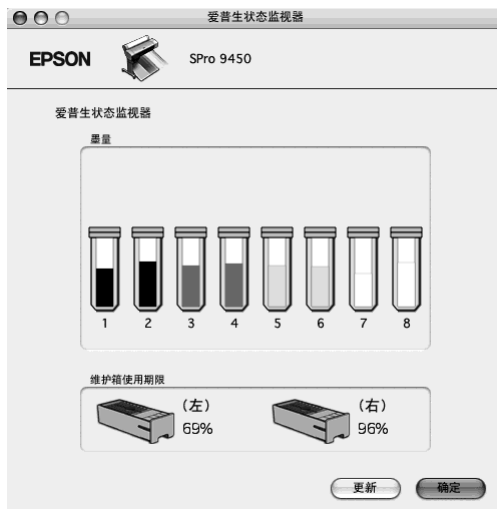 爱普生状态监视器
EPSON SPro 9450
爱普生状态监视器
墨量
1 2 3 4 5 6 7 8
维护箱使用期限
(左) (右)
69% 96%
更新 确定